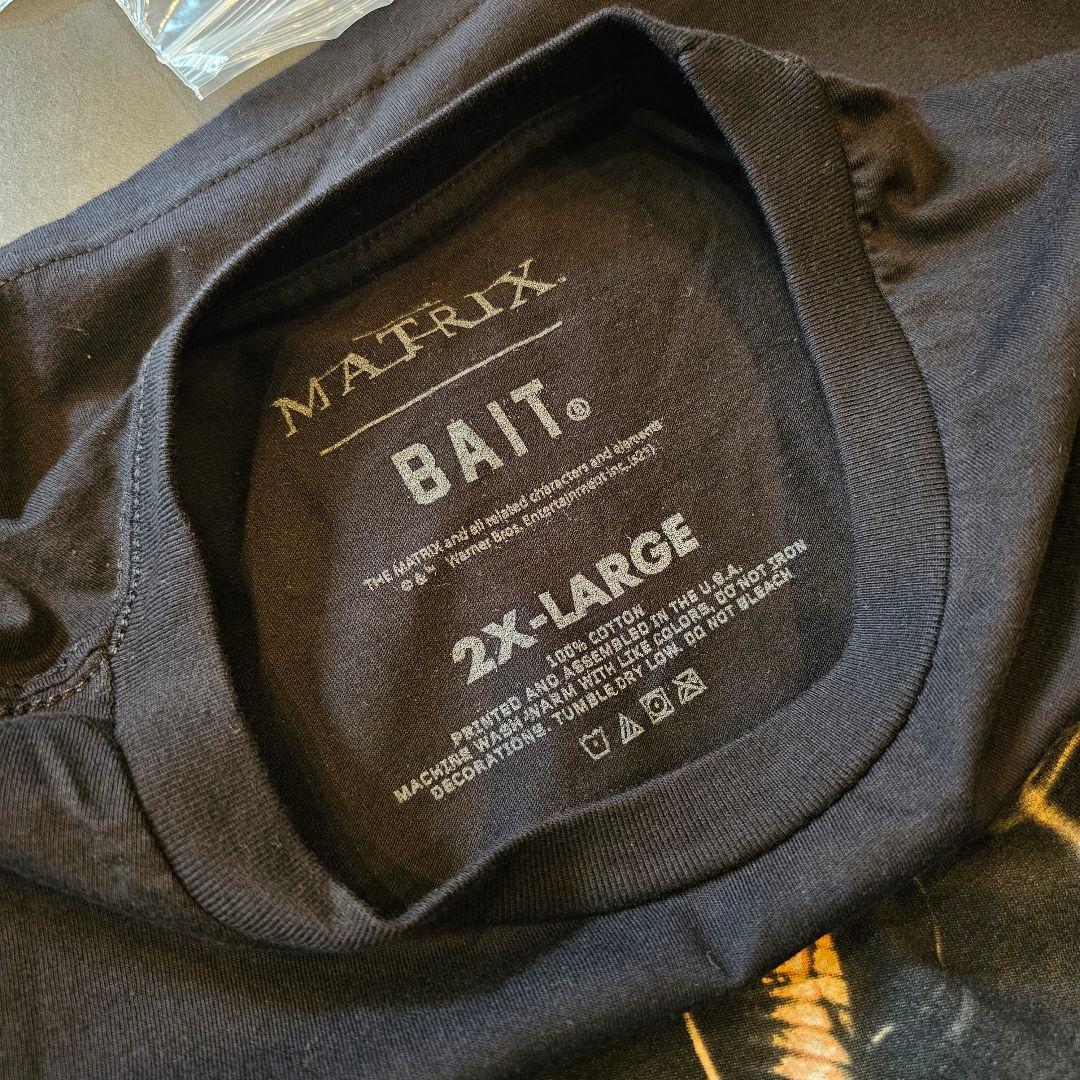 MATRIX™
BAIT®
THE MATRIX and all related characters and elements
© & ™ Warner Bros. Entertainment Inc. (s21).
2X-LARGE
100% COTTON
PRINTED AND ASSEMBLED IN THE U.S.A.
MACHINE WASH WARM WITH LIKE COLORS. DO NOT IRON
DECORATIONS. TUMBLE DRY LOW. DO NOT BLEACH